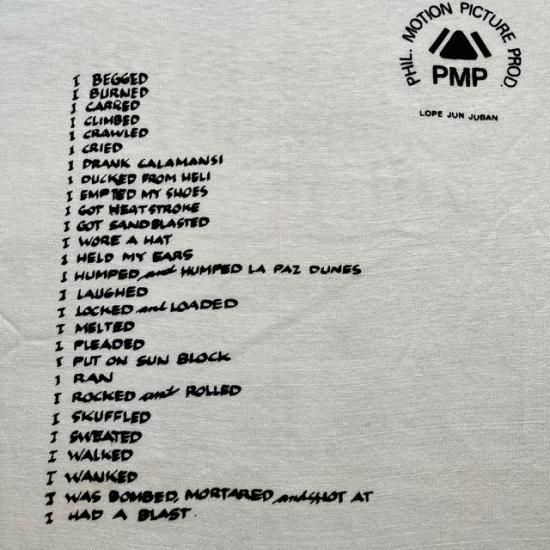 PHIL. MOTION PICTURE PROD.
PMP
LOPE JUN JUBAN
I BEGGED
I BURNED
I CARRED
I CLIMBED
I CRAWLED
I CRIED
I DRANK CALAMANSI
I DUCKED FROM HELI
I EMPTED MY SHOES
I GOT HEATSTROKE
I GOT SANDBLASTED
I WORE A HAT
I HELD MY EARS
I HUMPED and HUMPED LA PAZ DUNES
I LAUGHED
I LOCKED and LOADED
I MELTED
I PLEADED
I PUT ON SUN BLOCK
I RAN
I ROCKED and ROLLED
I SKUFFLED
I SWEATED
I WALKED
I WANKED
I WAS BOMBED, MORTARED and SHOT AT
I HAD A BLAST.